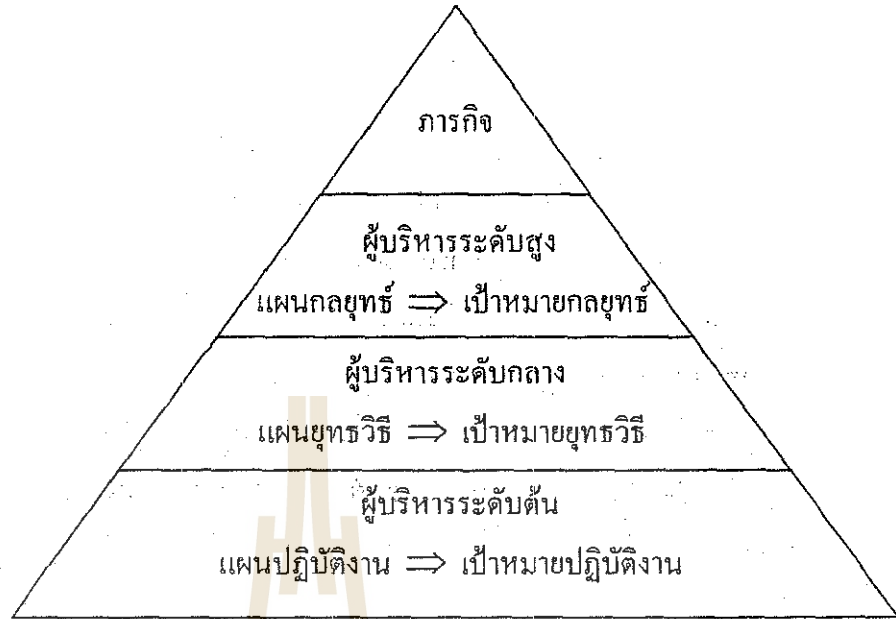 ภารกิจ
ผู้บริหารระดับสูง
แผนกลยุทธ์ ⇒ เป้าหมายกลยุทธ์
ผู้บริหารระดับกลาง
แผนยุทธวิธี ⇒ เป้าหมายยุทธวิธี
ผู้บริหารระดับต้น
แผนปฏิบัติงาน ⇒ เป้าหมายปฏิบัติงาน